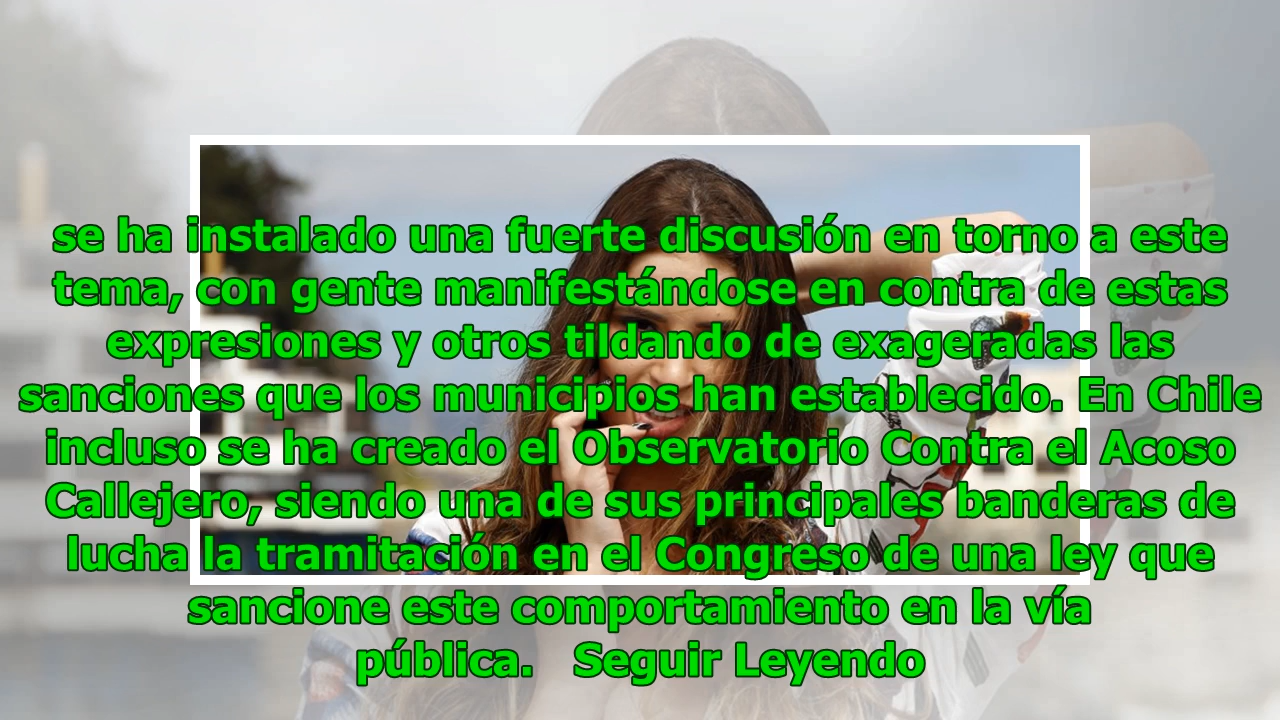 se ha instalado una fuerte discusión en torno a este
tema, con gente manifestándose en contra de estas
expresiones y otros tildando de exageradas las
sanciones que los municipios han establecido. En Chile
incluso se ha creado el Observatorio Contra el Acoso
Callejero, siendo una de sus principales banderas de
lucha la tramitación en el Congreso de una ley que
sancione este comportamiento en la vía
pública.   Seguir Leyendo